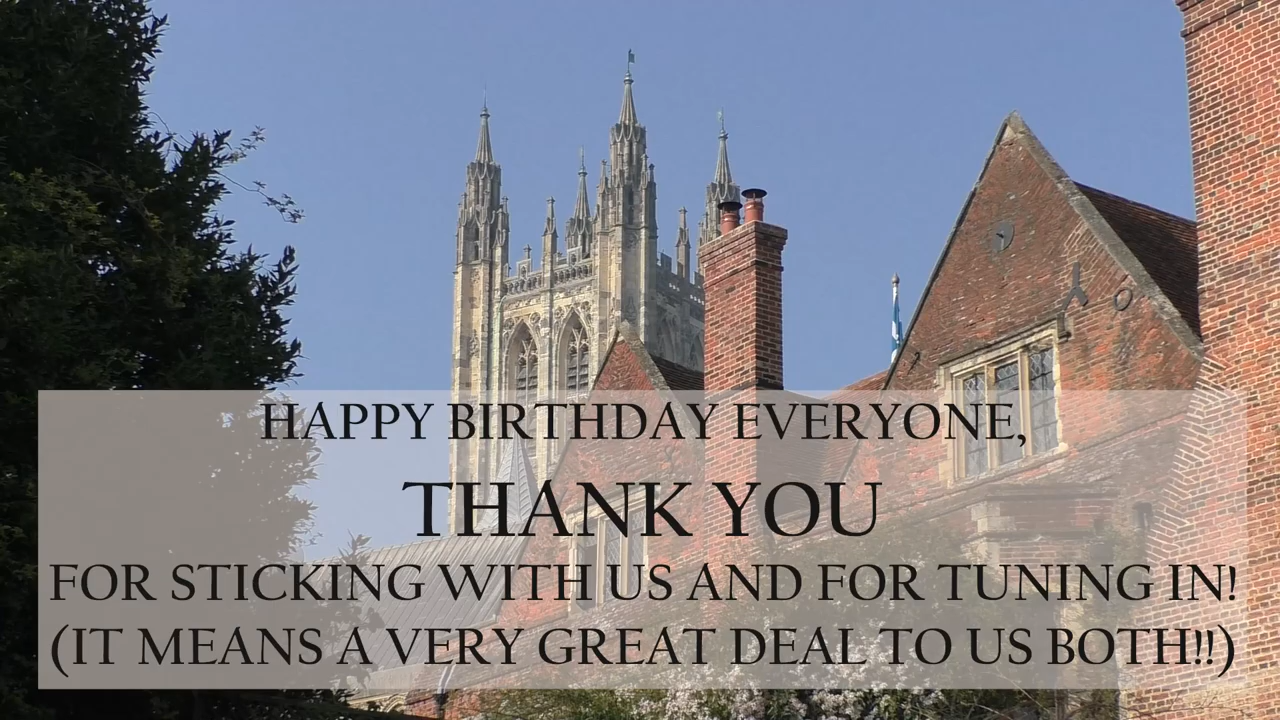 HAPPY BIRTHDAY EVERYONE,
THANK YOU
FOR STICKING WITH US AND FOR TUNING IN!
(IT MEANS A VERY GREAT DEAL TO US BOTH!!)